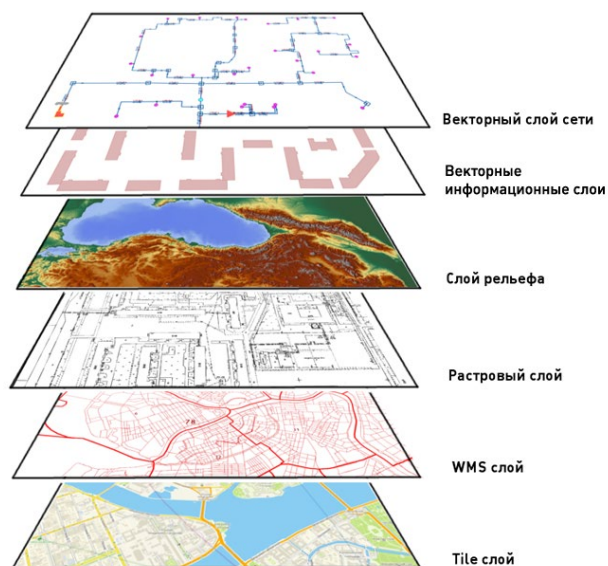 Векторный слой сети
Векторные
информационные слои
Слой рельефа
Растровый слой
WMS слой
Tile слой